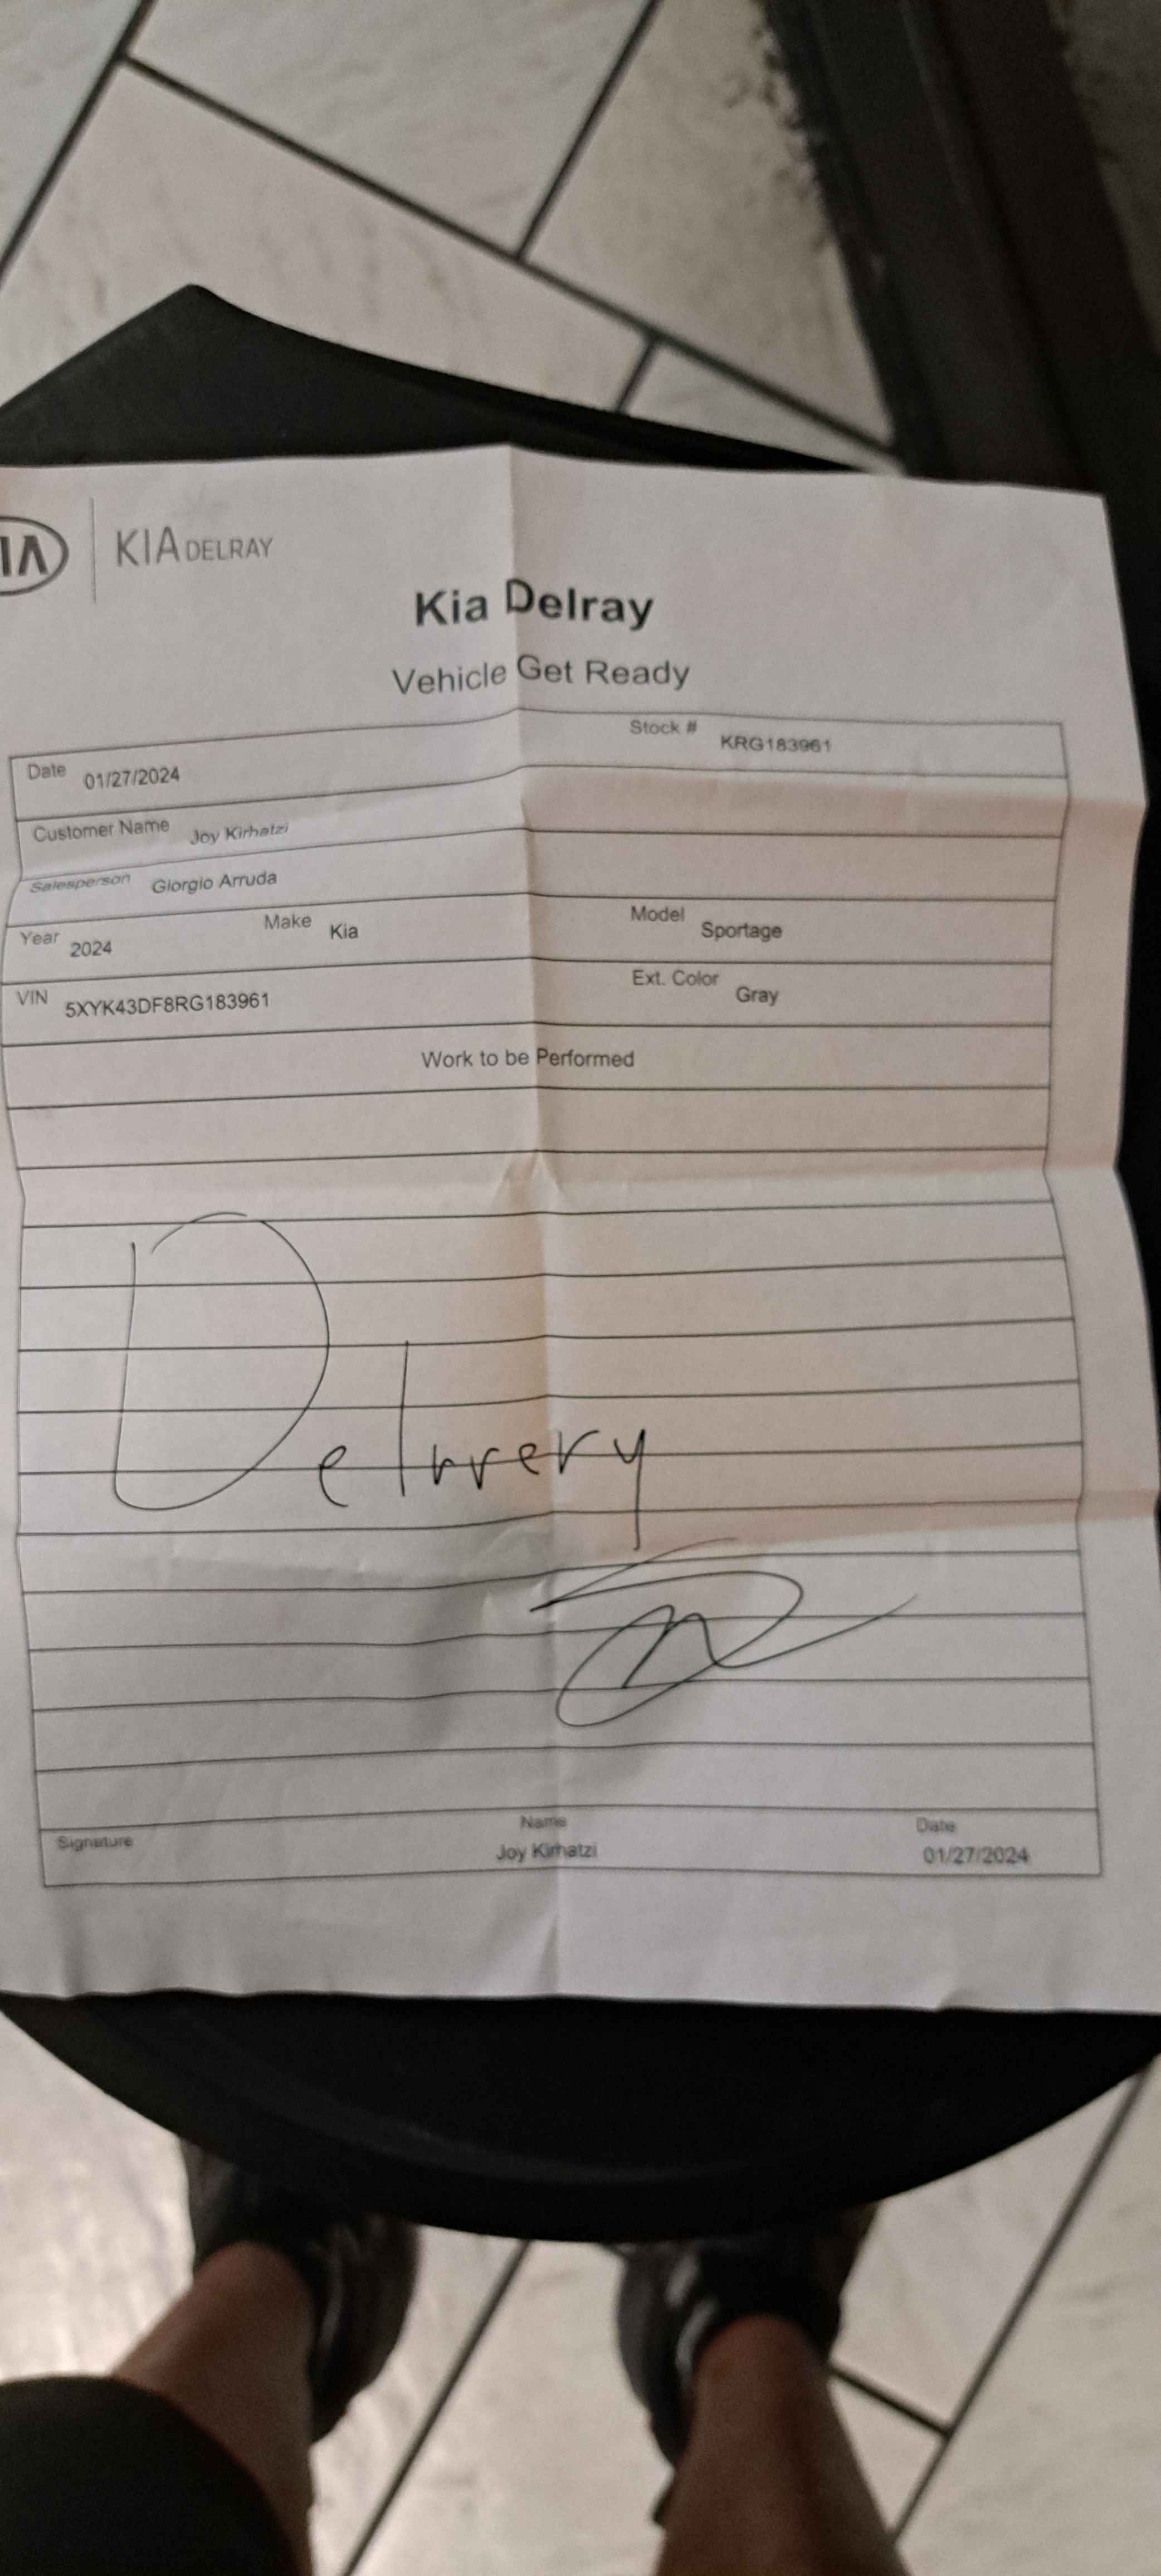 IA KIA DELRAY
Kia Delray
Vehicle Get Ready
Date 01/27/2024 Stock # KRG183961
Customer Name Joy Kirhatzi
Salesperson Giorgio Arruda
Year 2024 Make Kia Model Sportage
VIN 5XYK43DF8RG183961 Ext. Color Gray
Work to be Performed
Delivery
Signature Name Joy Kirhatzi Date 01/27/2024